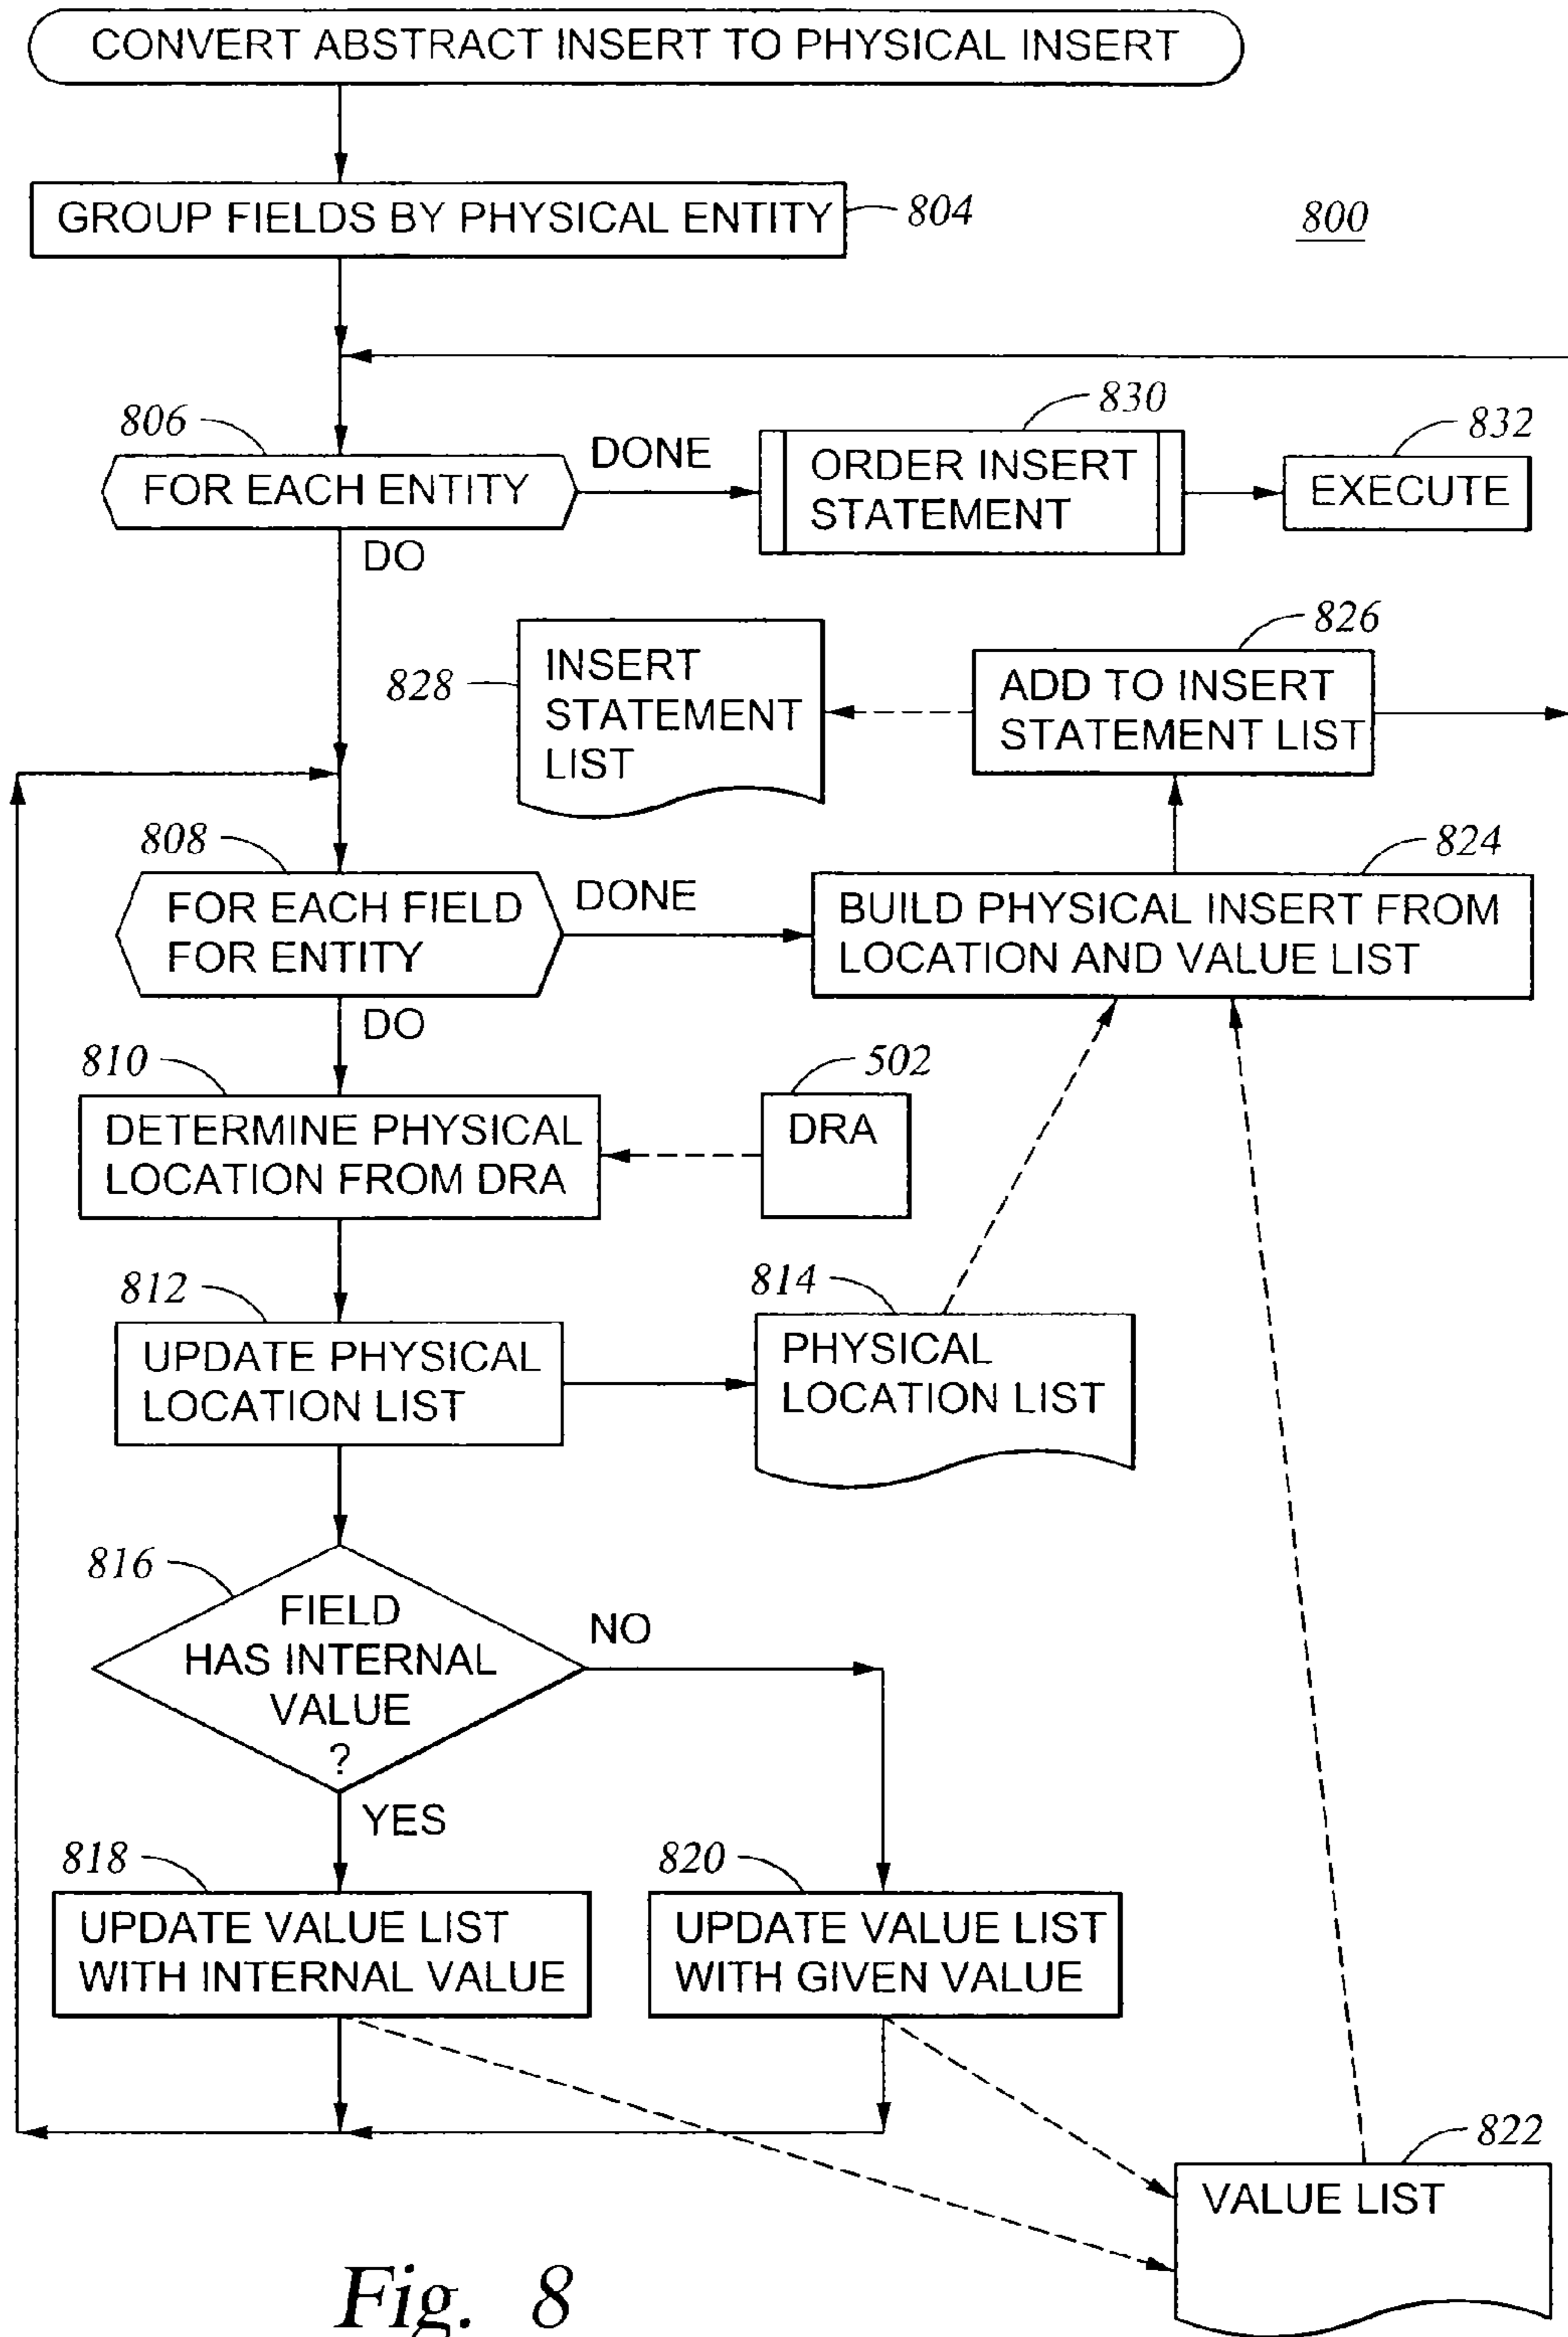 CONVERT ABSTRACT INSERT TO PHYSICAL INSERT
GROUP FIELDS BY PHYSICAL ENTITY
804
800
806
FOR EACH ENTITY
DONE
DO
830
ORDER INSERT
STATEMENT
832
EXECUTE
828
INSERT
STATEMENT
LIST
826
ADD TO INSERT
STATEMENT LIST
808
FOR EACH FIELD
FOR ENTITY
DONE
DO
824
BUILD PHYSICAL INSERT FROM
LOCATION AND VALUE LIST
810
DETERMINE PHYSICAL
LOCATION FROM DRA
502
DRA
812
UPDATE PHYSICAL
LOCATION LIST
814
PHYSICAL
LOCATION LIST
816
FIELD
HAS INTERNAL
VALUE
?
NO
YES
818
UPDATE VALUE LIST
WITH INTERNAL VALUE
820
UPDATE VALUE LIST
WITH GIVEN VALUE
822
VALUE LIST
Fig. 8